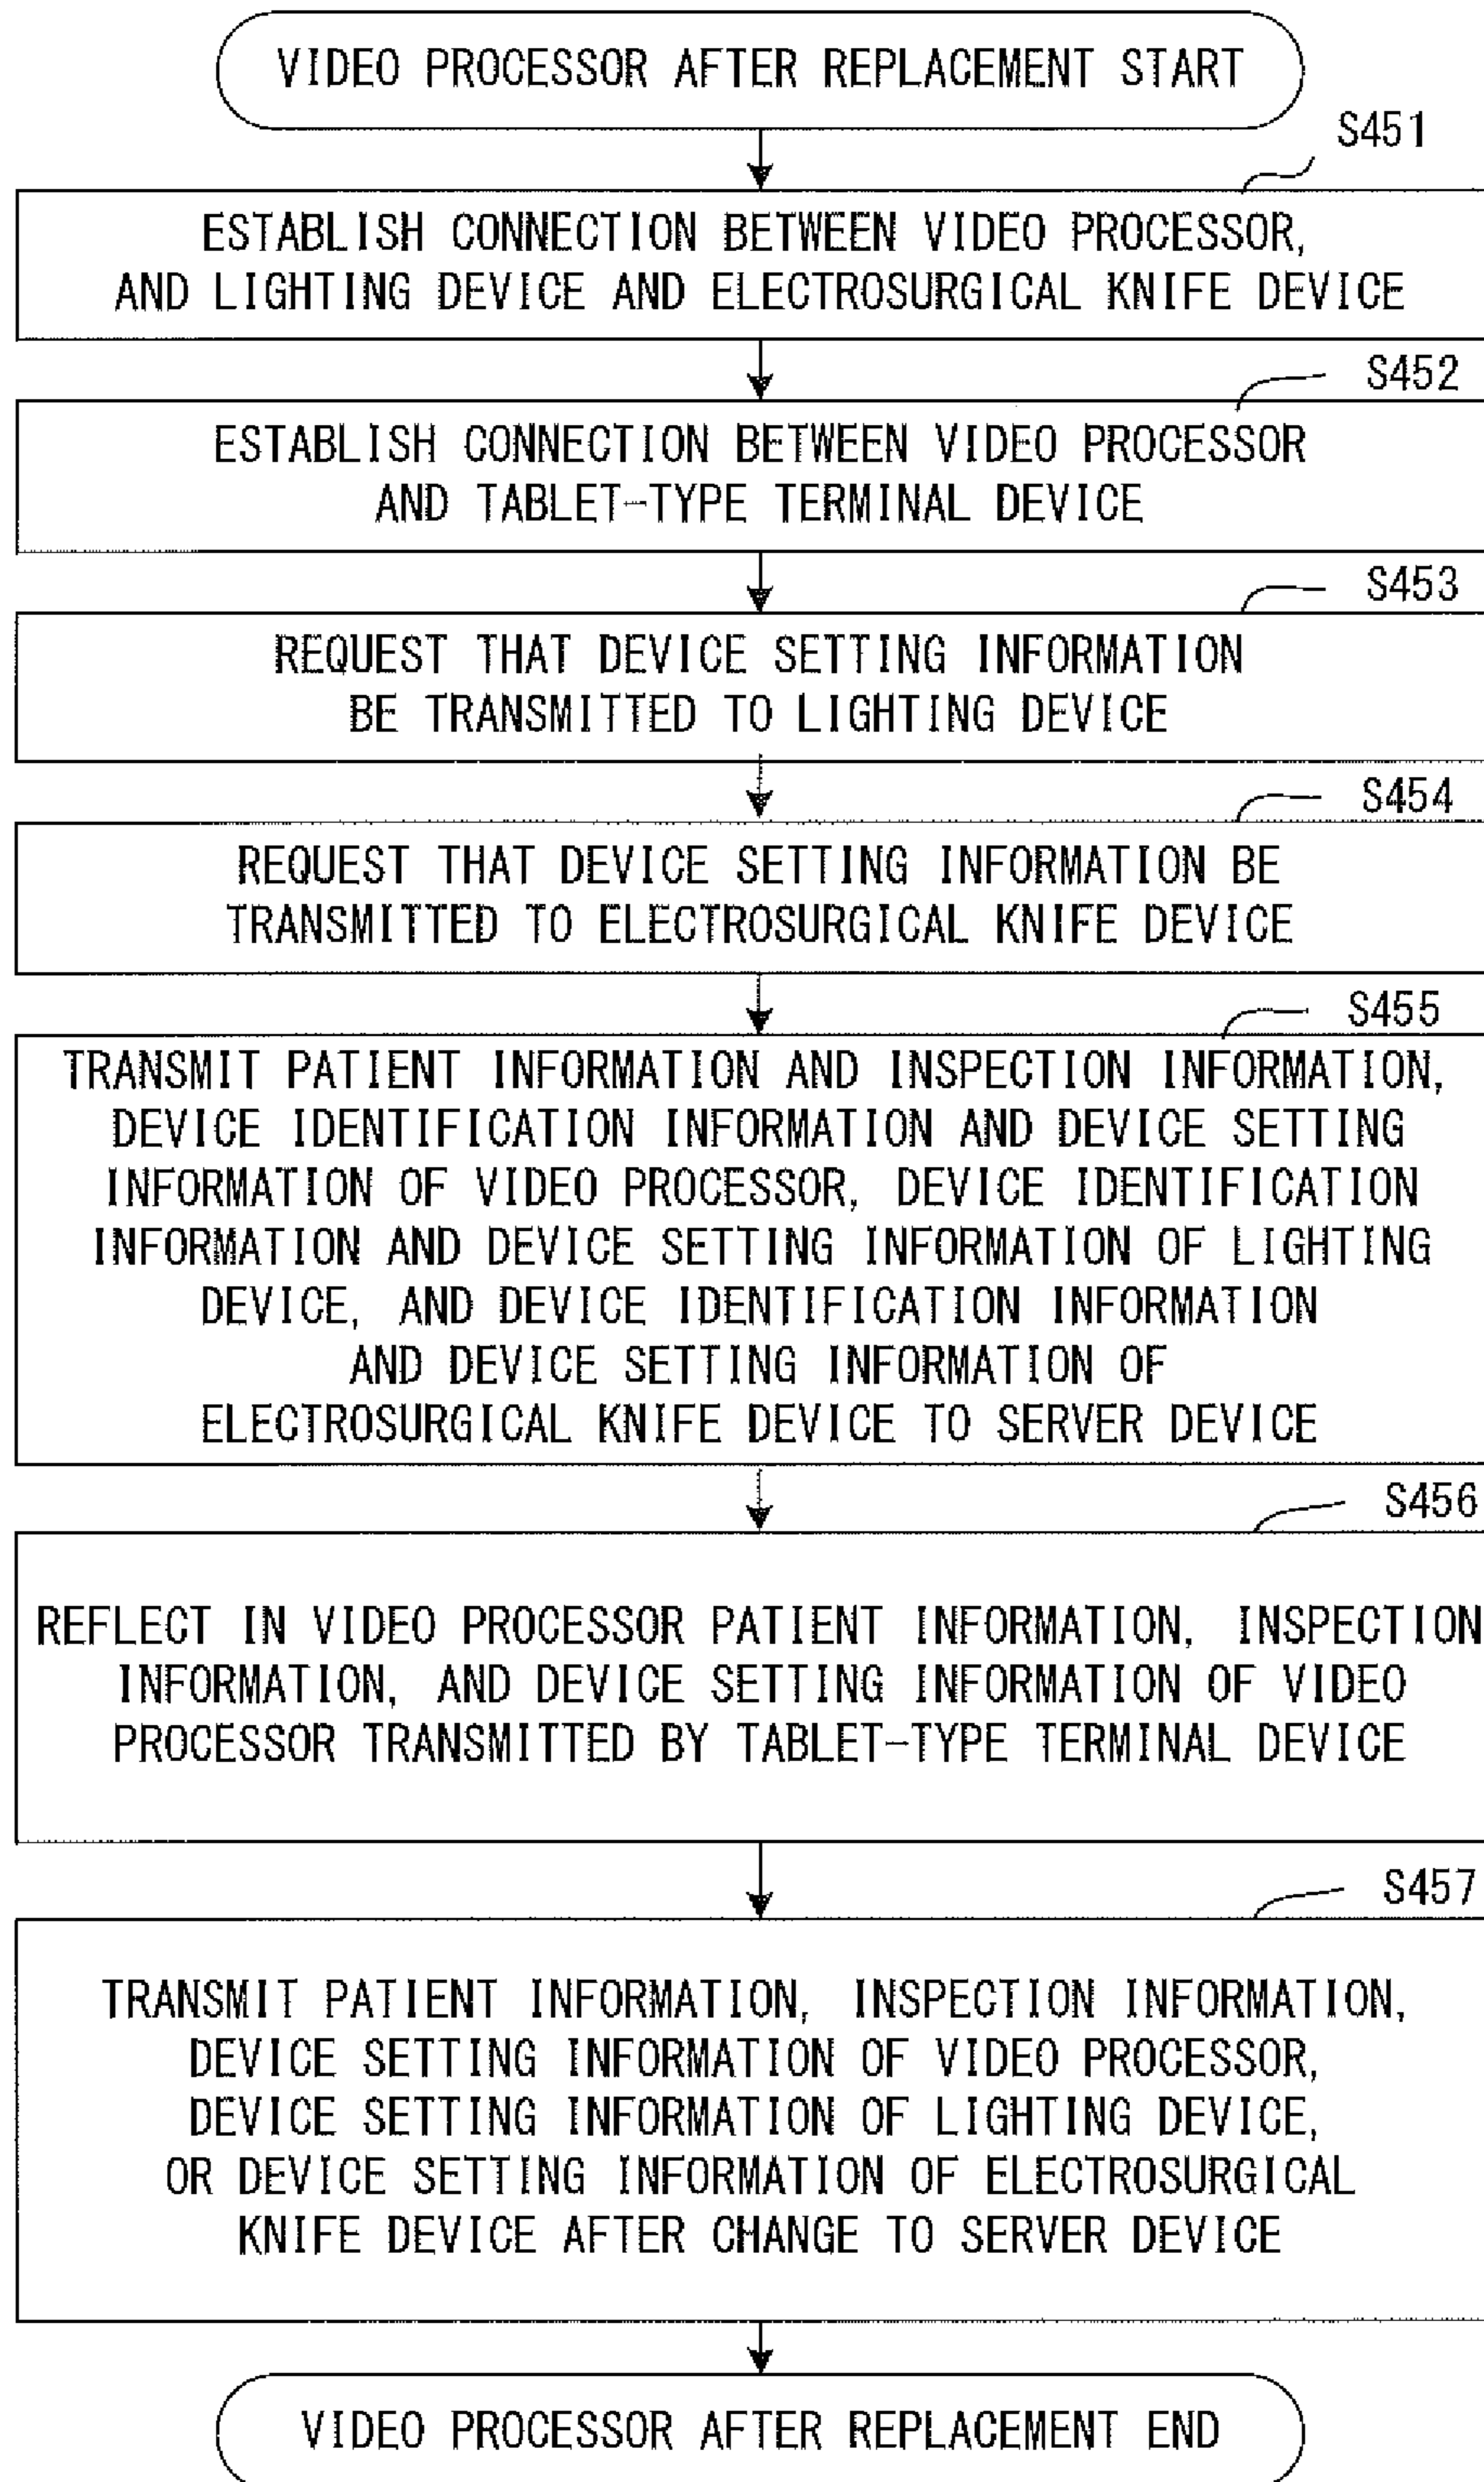 VIDEO PROCESSOR AFTER REPLACEMENT START
S451
ESTABLISH CONNECTION BETWEEN VIDEO PROCESSOR,
AND LIGHTING DEVICE AND ELECTROSURGICAL KNIFE DEVICE
S452
ESTABLISH CONNECTION BETWEEN VIDEO PROCESSOR
AND TABLET-TYPE TERMINAL DEVICE
S453
REQUEST THAT DEVICE SETTING INFORMATION
BE TRANSMITTED TO LIGHTING DEVICE
S454
REQUEST THAT DEVICE SETTING INFORMATION BE
TRANSMITTED TO ELECTROSURGICAL KNIFE DEVICE
S455
TRANSMIT PATIENT INFORMATION AND INSPECTION INFORMATION,
DEVICE IDENTIFICATION INFORMATION AND DEVICE SETTING
INFORMATION OF VIDEO PROCESSOR, DEVICE IDENTIFICATION
INFORMATION AND DEVICE SETTING INFORMATION OF LIGHTING
DEVICE, AND DEVICE IDENTIFICATION INFORMATION
AND DEVICE SETTING INFORMATION OF
ELECTROSURGICAL KNIFE DEVICE TO SERVER DEVICE
S456
REFLECT IN VIDEO PROCESSOR PATIENT INFORMATION, INSPECTION
INFORMATION, AND DEVICE SETTING INFORMATION OF VIDEO
PROCESSOR TRANSMITTED BY TABLET-TYPE TERMINAL DEVICE
S457
TRANSMIT PATIENT INFORMATION, INSPECTION INFORMATION,
DEVICE SETTING INFORMATION OF VIDEO PROCESSOR,
DEVICE SETTING INFORMATION OF LIGHTING DEVICE,
OR DEVICE SETTING INFORMATION OF ELECTROSURGICAL
KNIFE DEVICE AFTER CHANGE TO SERVER DEVICE
VIDEO PROCESSOR AFTER REPLACEMENT END